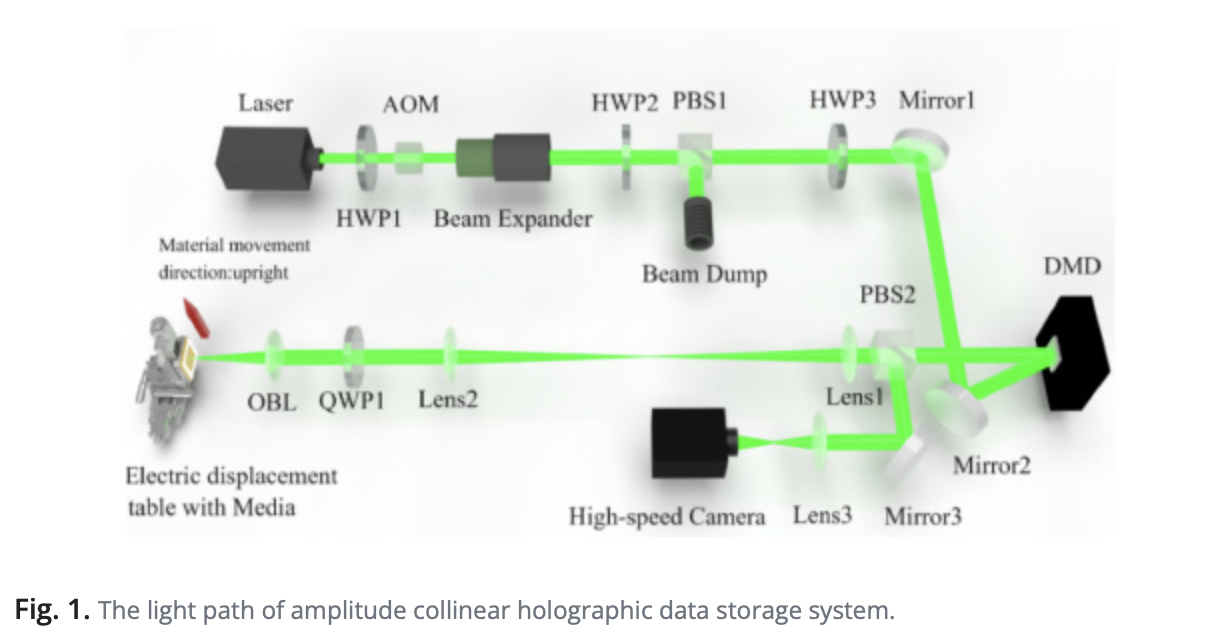 Laser
AOM
HWP2
PBS1
HWP3
Mirror1
HWP1
Beam Expander
Material movement
direction:upright
Beam Dump
DMD
PBS2
OBL
QWP1
Lens2
Lens1
Mirror2
Electric displacement
table with Media
High-speed Camera
Lens3
Mirror3
Fig. 1. The light path of amplitude collinear holographic data storage system.